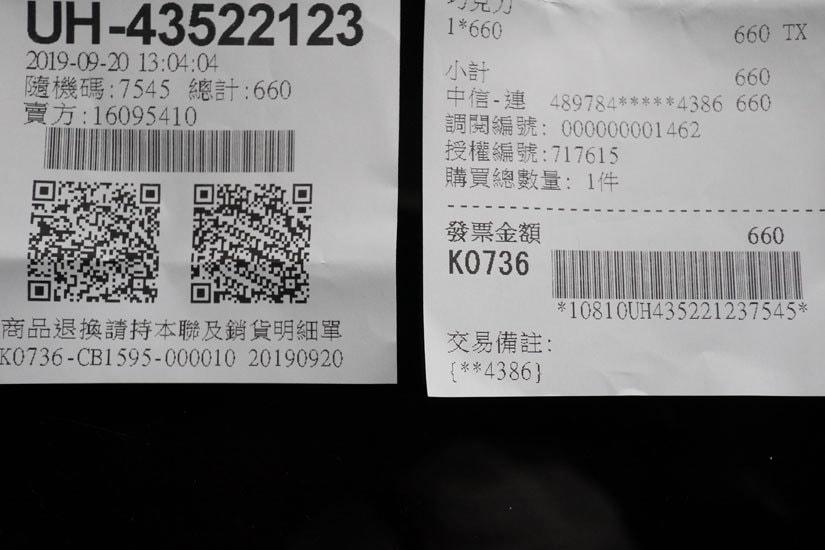 UH-43522123
2019-09-20 13:04:04
隨機碼:7545 總計:660
賣方:16095410
商品退換請持本聯及銷貨明細單
K0736-CB1595-000010 20190920
巧克力
1*660 660 TX
小計 660
中信-連 489784*****4386 660
調閱編號: 000000001462
授權編號:717615
購買總數量: 1件
發票金額 660
K0736
*10810UH435221237545*
交易備註:
{**4386}